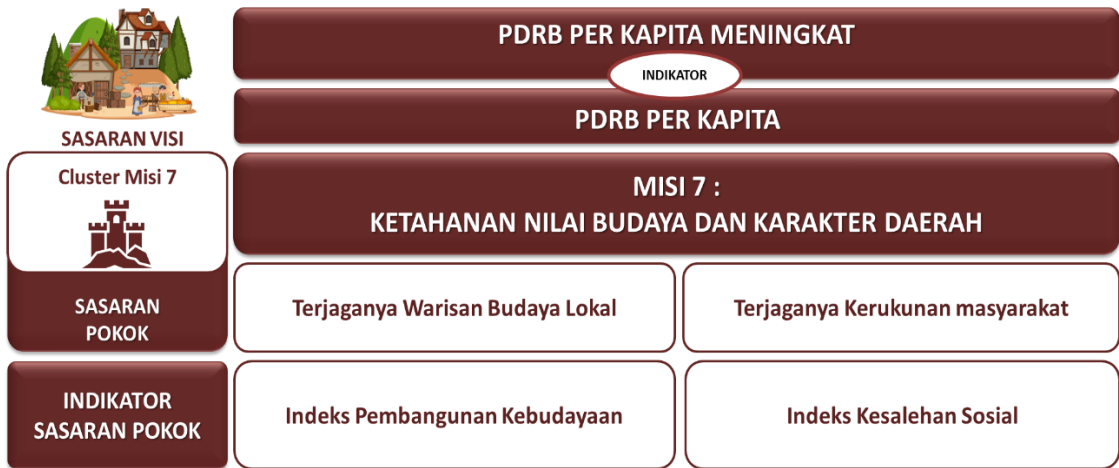 PDRB PER KAPITA MENINGKAT
INDIKATOR
PDRB PER KAPITA
SASARAN VISI
Cluster Misi 7
MISI 7 :
KETAHANAN NILAI BUDAYA DAN KARAKTER DAERAH
SASARAN
POKOK
Terjaganya Warisan Budaya Lokal
Terjaganya Kerukunan masyarakat
INDIKATOR
SASARAN POKOK
Indeks Pembangunan Kebudayaan
Indeks Kesalehan Sosial